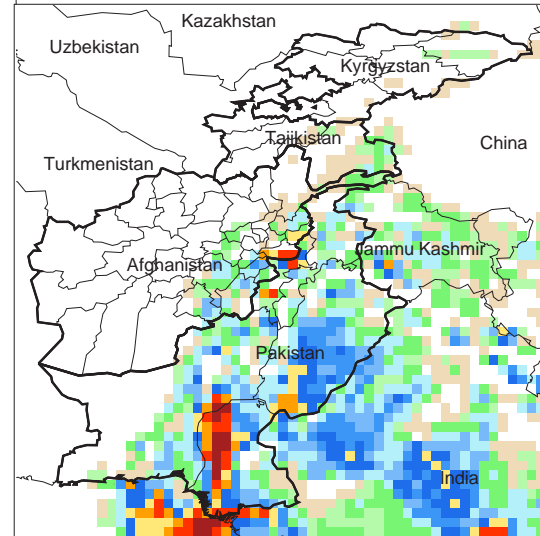 Kazakhstan
Uzbekistan
Kyrgyzstan
Tajikistan
China
Turkmenistan
Jammu Kashmir
Afghanistan
Pakistan
India